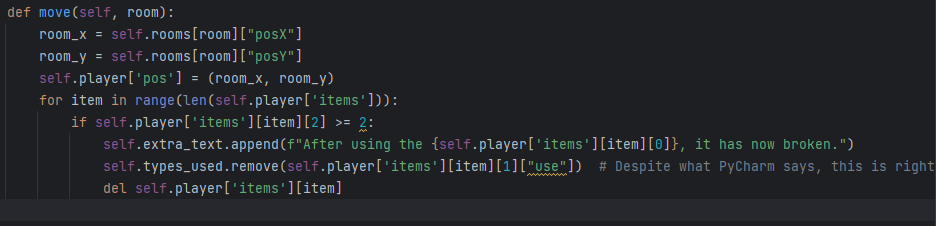 def move(self, room):
    room_x = self.rooms[room]["posX"]
    room_y = self.rooms[room]["posY"]
    self.player['pos'] = (room_x, room_y)
    for item in range(len(self.player['items'])):
        if self.player['items'][item][2] >= 2:
            self.extra_text.append(f"After using the {self.player['items'][item][0]}, it has now broken.")
            self.types_used.remove(self.player['items'][item][1]["use"])  # Despite what PyCharm says, this is right
            del self.player['items'][item]